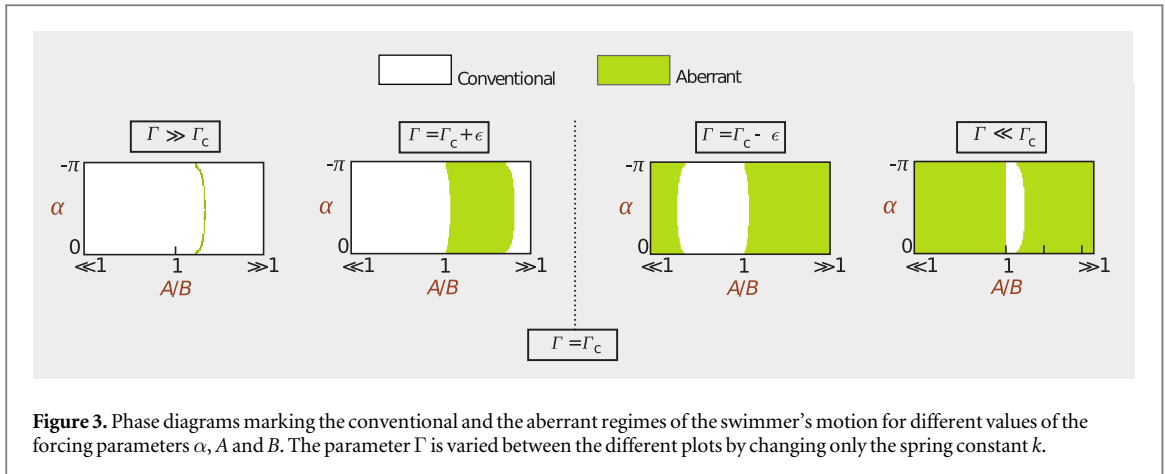 Conventional
Aberrant
Γ ≫ Γc
Γ =Γc+ ϵ
Γ =Γc- ϵ
Γ ≪ Γc
-π
-π
-π
-π
α
α
α
α
0
0
0
0
≪1 1 ≫1
≪1 1 ≫1
≪1 1 ≫1
≪1 1 ≫1
A/B
A/B
A/B
A/B
Γ =Γc
Figure 3. Phase diagrams marking the conventional and the aberrant regimes of the swimmer's motion for different values of the
forcing parameters α, A and B. The parameter Γ is varied between the different plots by changing only the spring constant k.